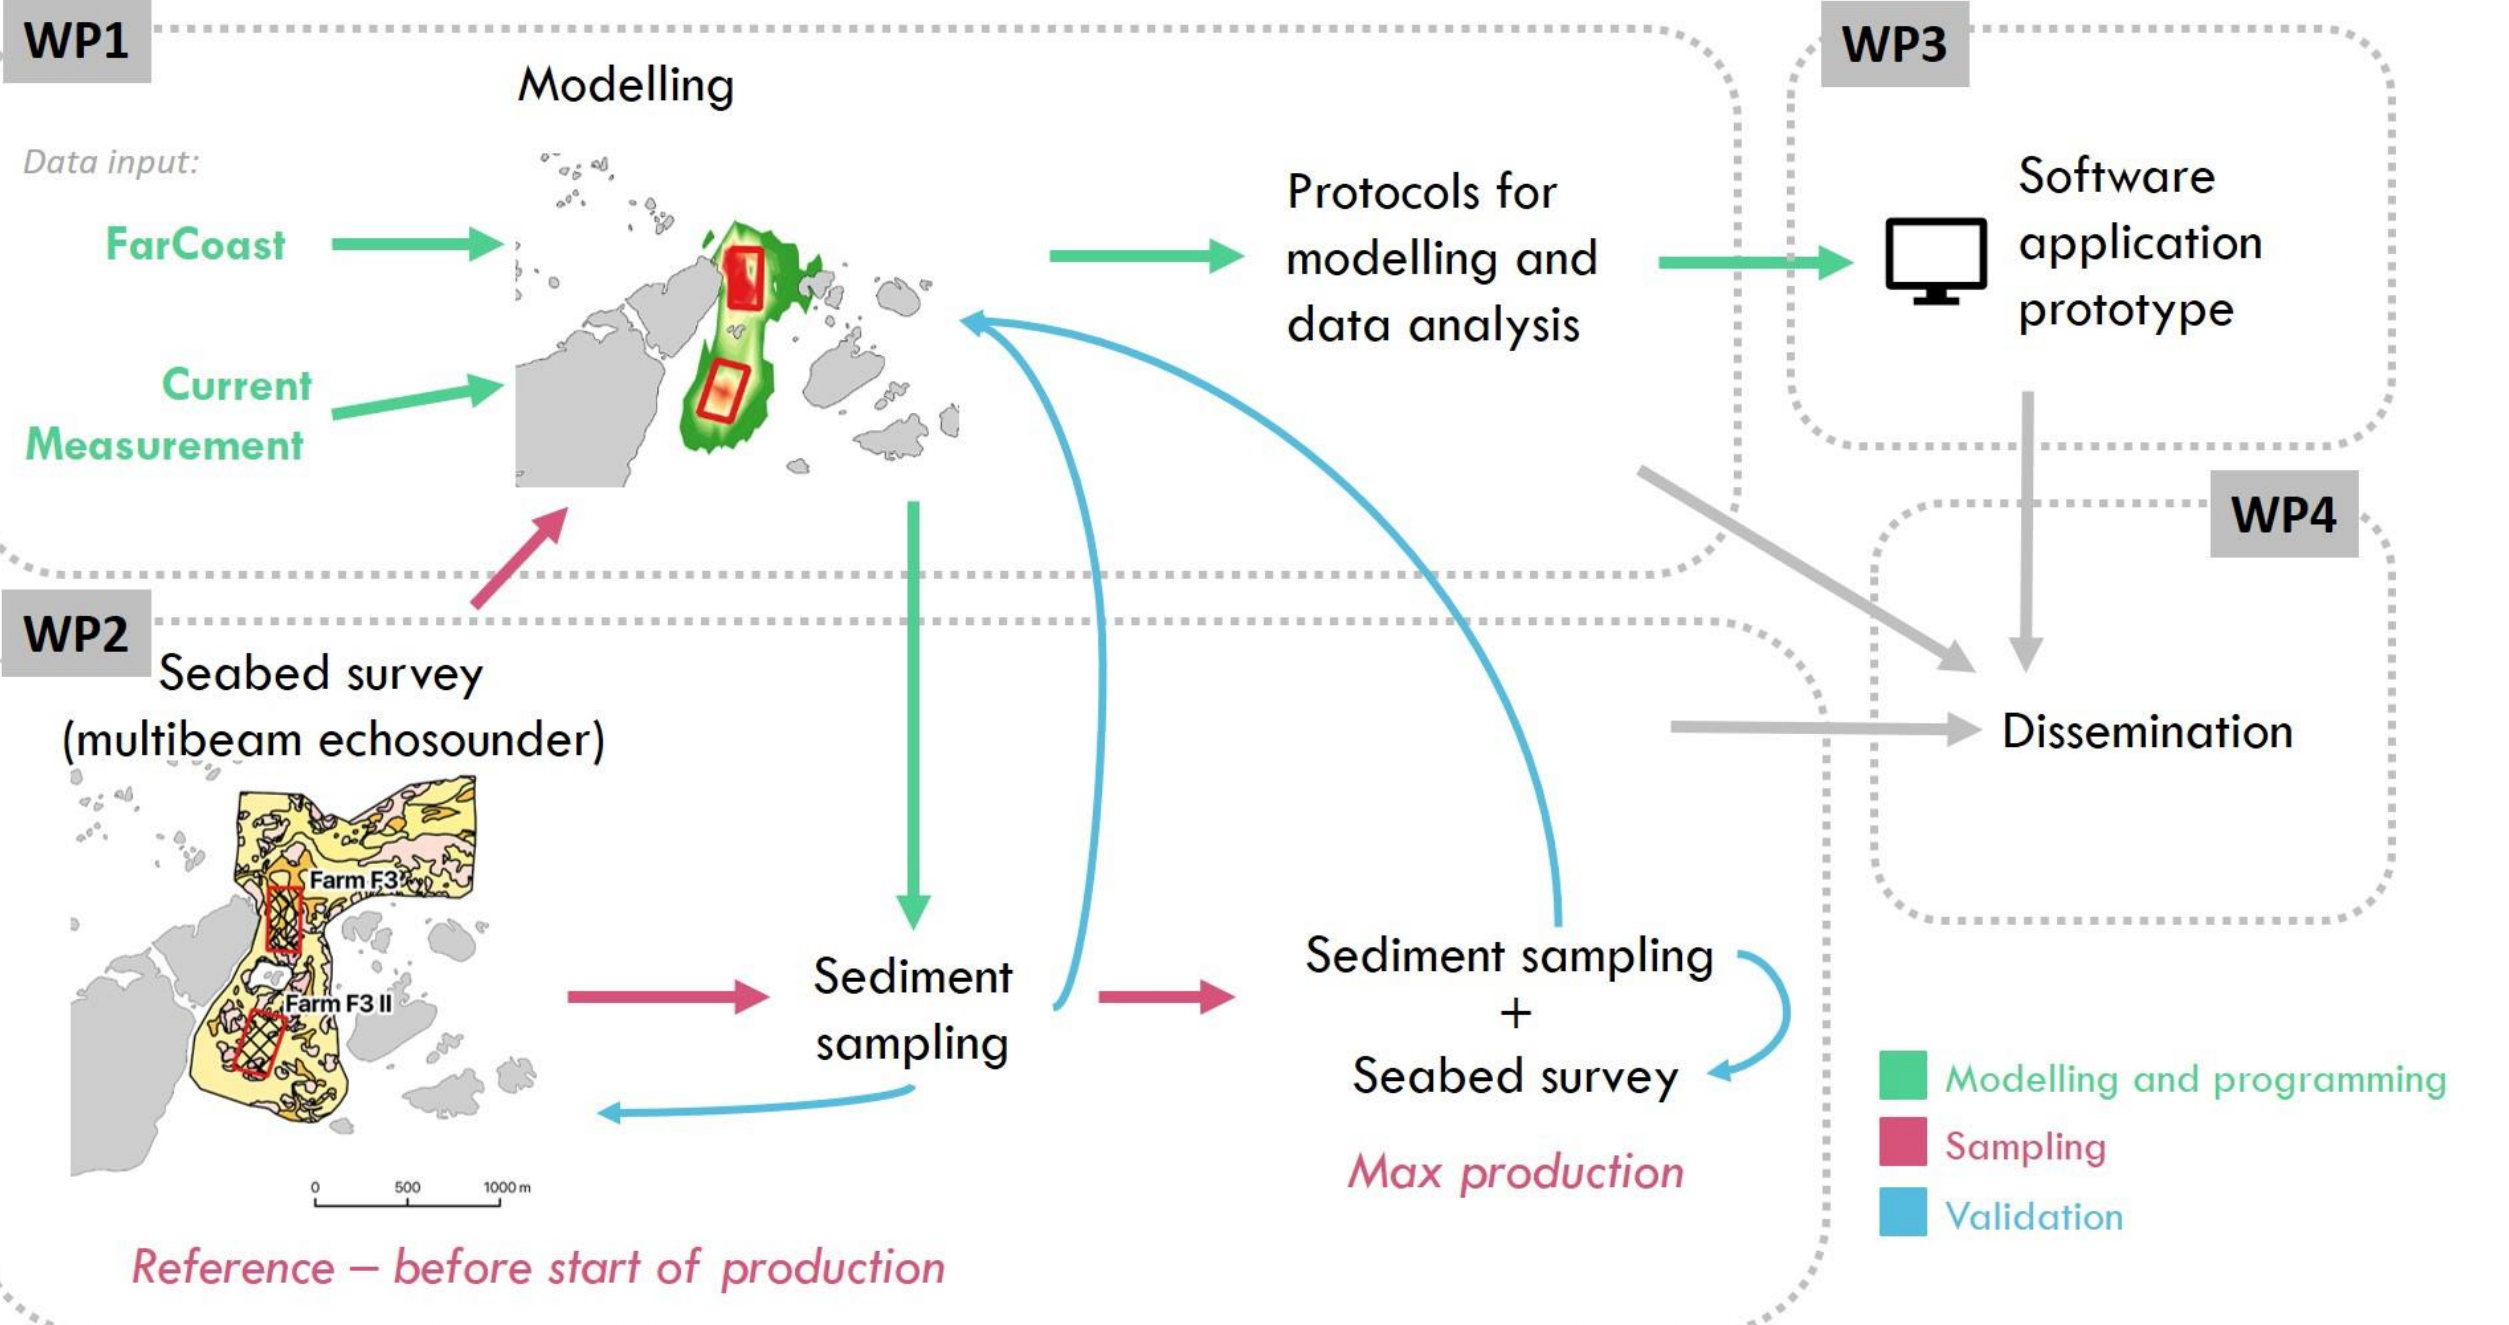 WP1
Modelling
Data input:
FarCoast
Current
Measurement
Protocols for
modelling and
data analysis
WP3
Software
application
prototype
WP4
Dissemination
WP2
Seabed survey
(multibeam echosounder)
Farm F3
Farm F3 II
0 500 1000 m
Reference – before start of production
Sediment
sampling
Sediment sampling
+
Seabed survey
Max production
Modelling and programming
Sampling
Validation